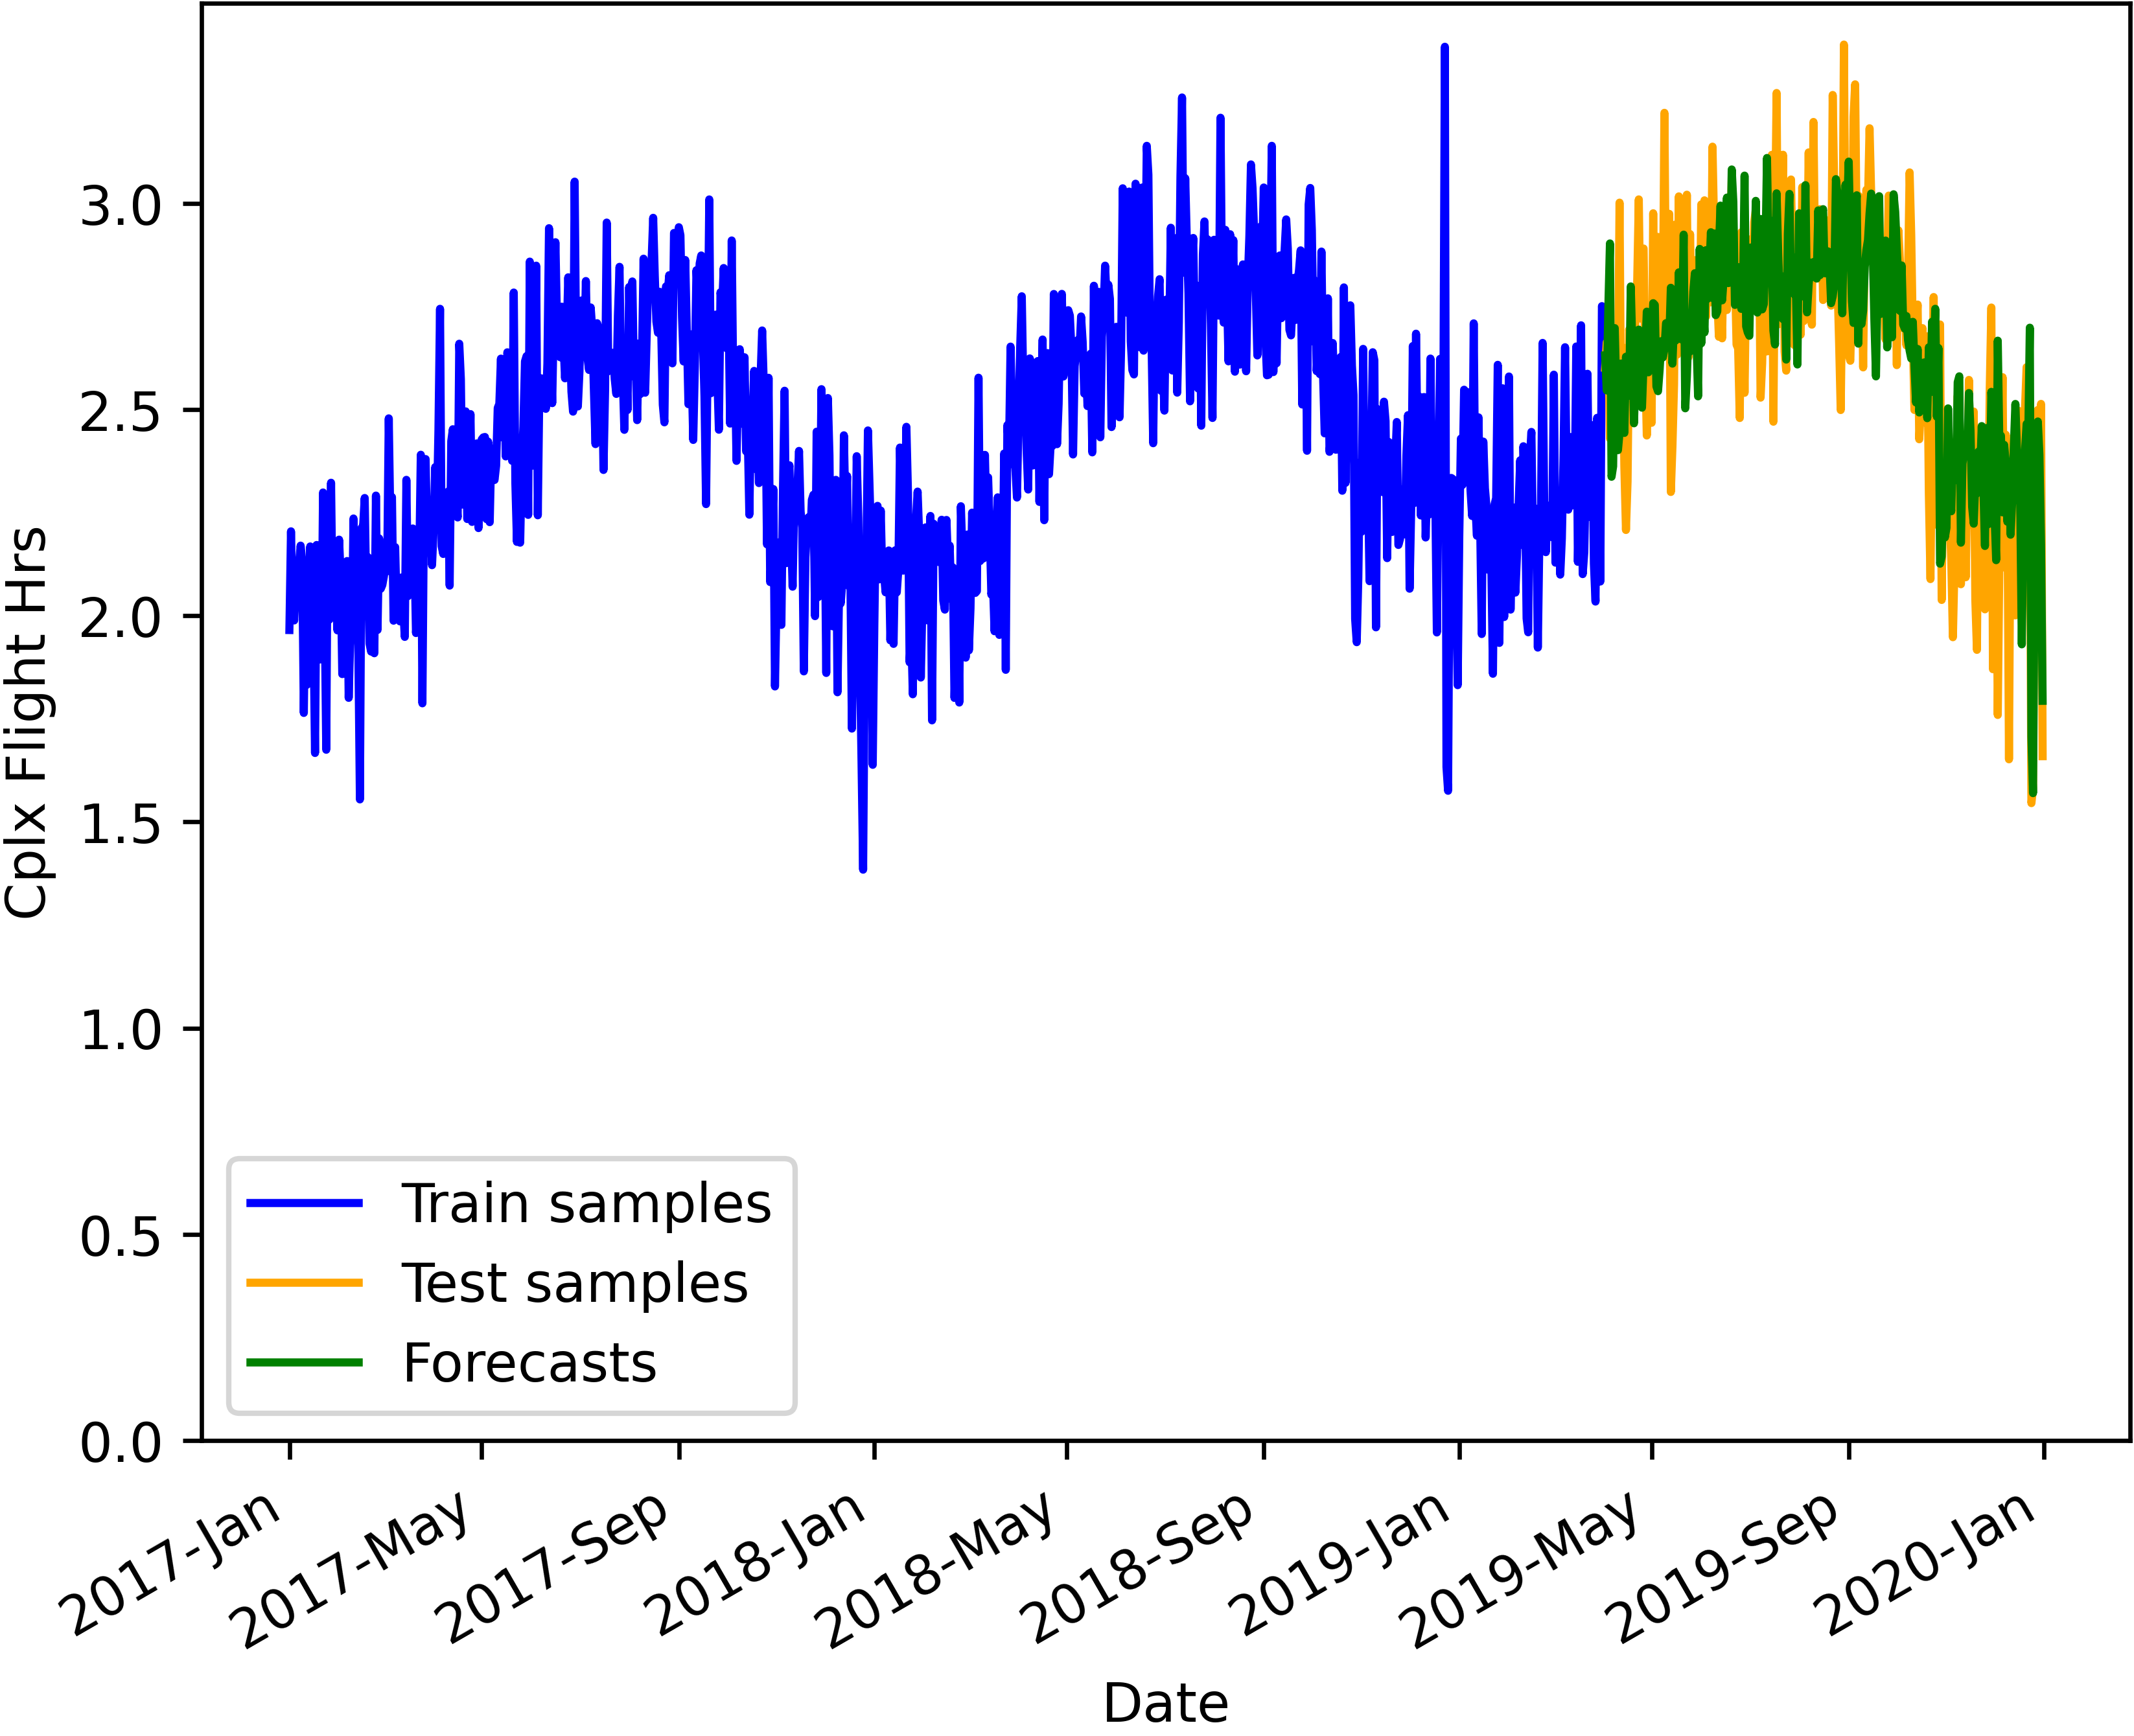 Cplx Flight Hrs
3.0
2.5
2.0
1.5
1.0
0.5
0.0
Train samples
Test samples
Forecasts
2017-Jan
2017-May
2017-Sep
2018-Jan
2018-May
2018-Sep
2019-Jan
2019-May
2019-Sep
2020-Jan
Date